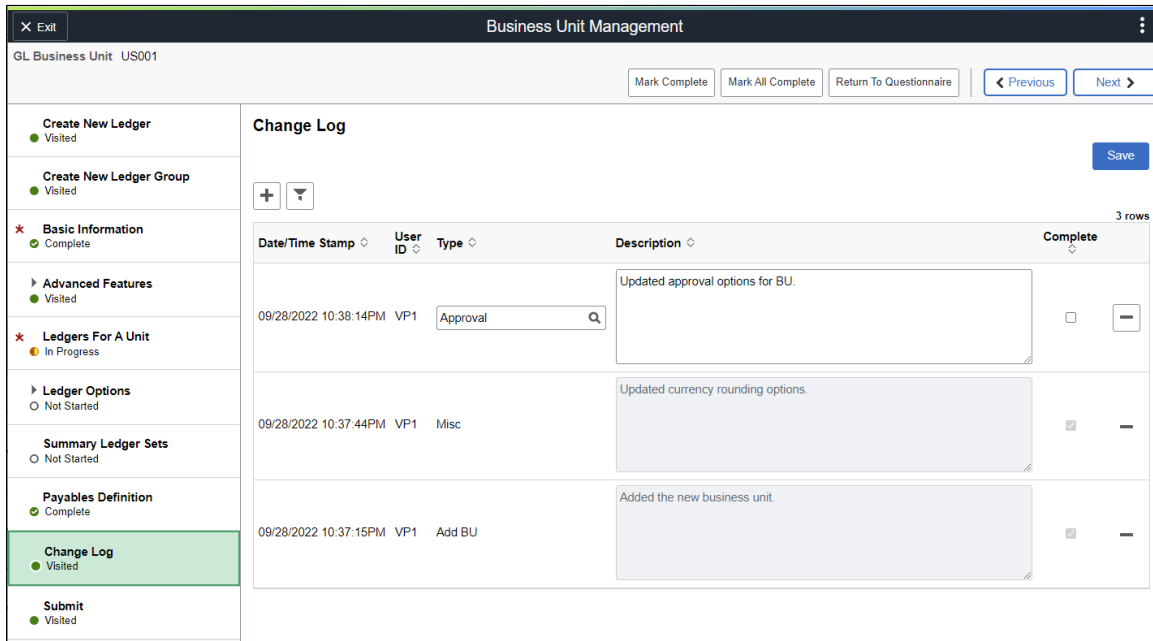 Exit
Business Unit Management
GL Business Unit US001
Mark Complete
Mark All Complete
Return To Questionnaire
Previous
Next
Create New Ledger
Visited
Create New Ledger Group
Visited
* Basic Information
Complete
Advanced Features
Visited
* Ledgers For A Unit
In Progress
Ledger Options
Not Started
Summary Ledger Sets
Not Started
Payables Definition
Complete
Change Log
Visited
Submit
Visited
Change Log
Save
3 rows
Date/Time Stamp
User
ID
Type
Description
Complete
09/28/2022 10:38:14PM VP1 Approval
Updated approval options for BU.
09/28/2022 10:37:44PM VP1 Misc
Updated currency rounding options.
09/28/2022 10:37:15PM VP1 Add BU
Added the new business unit.